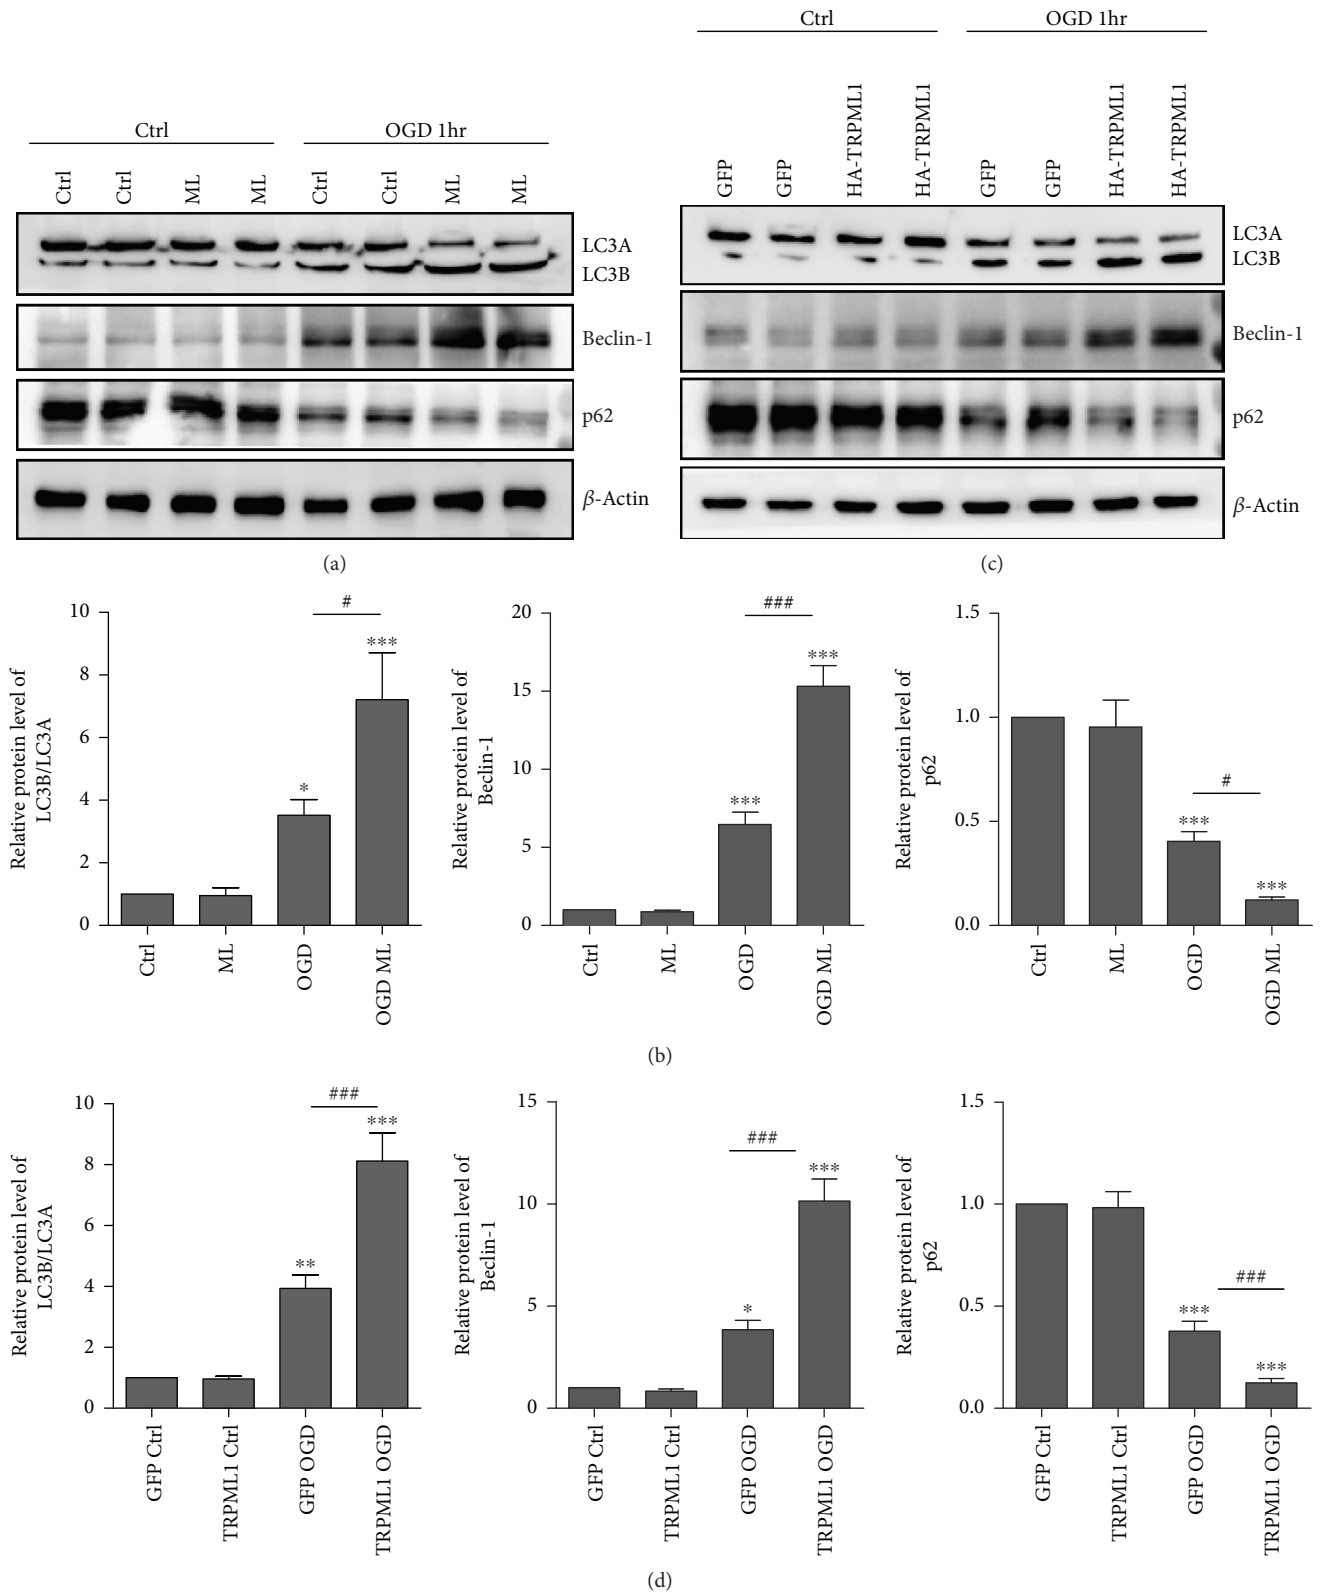 Ctrl
OGD 1hr
Ctrl
Ctrl
ML
ML
Ctrl
Ctrl
ML
ML
LC3A
LC3B
Beclin-1
p62
β-Actin
(a)
Ctrl
OGD 1hr
GFP
GFP
HA-TRPML1
HA-TRPML1
GFP
GFP
HA-TRPML1
HA-TRPML1
LC3A
LC3B
Beclin-1
p62
β-Actin
(c)
Relative protein level of
LC3B/LC3A
10
8
6
4
2
0
#
*
***
Ctrl
ML
OGD
OGD ML
Relative protein level of
Beclin-1
20
15
10
5
0
###
***
***
Ctrl
ML
OGD
OGD ML
Relative protein level of
p62
1.5
1.0
0.5
0.0
#
***
***
Ctrl
ML
OGD
OGD ML
(b)
Relative protein level of
LC3B/LC3A
10
8
6
4
2
0
###
**
***
GFP Ctrl
TRPML1 Ctrl
GFP OGD
TRPML1 OGD
Relative protein level of
Beclin-1
15
10
5
0
###
*
***
GFP Ctrl
TRPML1 Ctrl
GFP OGD
TRPML1 OGD
Relative protein level of
p62
1.5
1.0
0.5
0.0
###
***
***
GFP Ctrl
TRPML1 Ctrl
GFP OGD
TRPML1 OGD
(d)